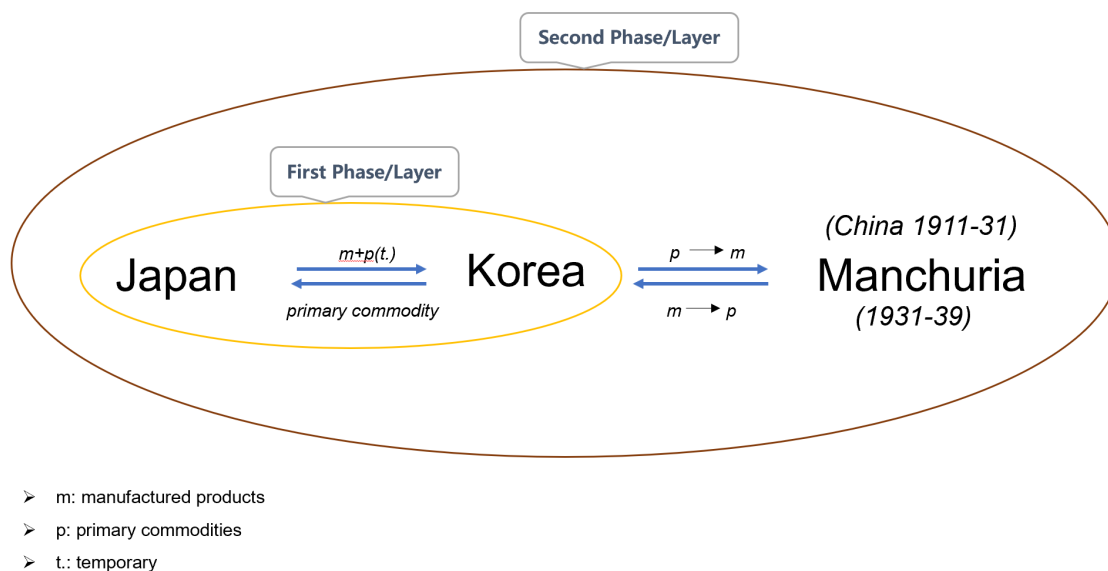 Second Phase/Layer
First Phase/Layer
(China 1911-31)
m+p(t.)
p → m
Japan
Korea
Manchuria
primary commodity
m → p
(1931-39)
➢ m: manufactured products
➢ p: primary commodities
➢ t.: temporary